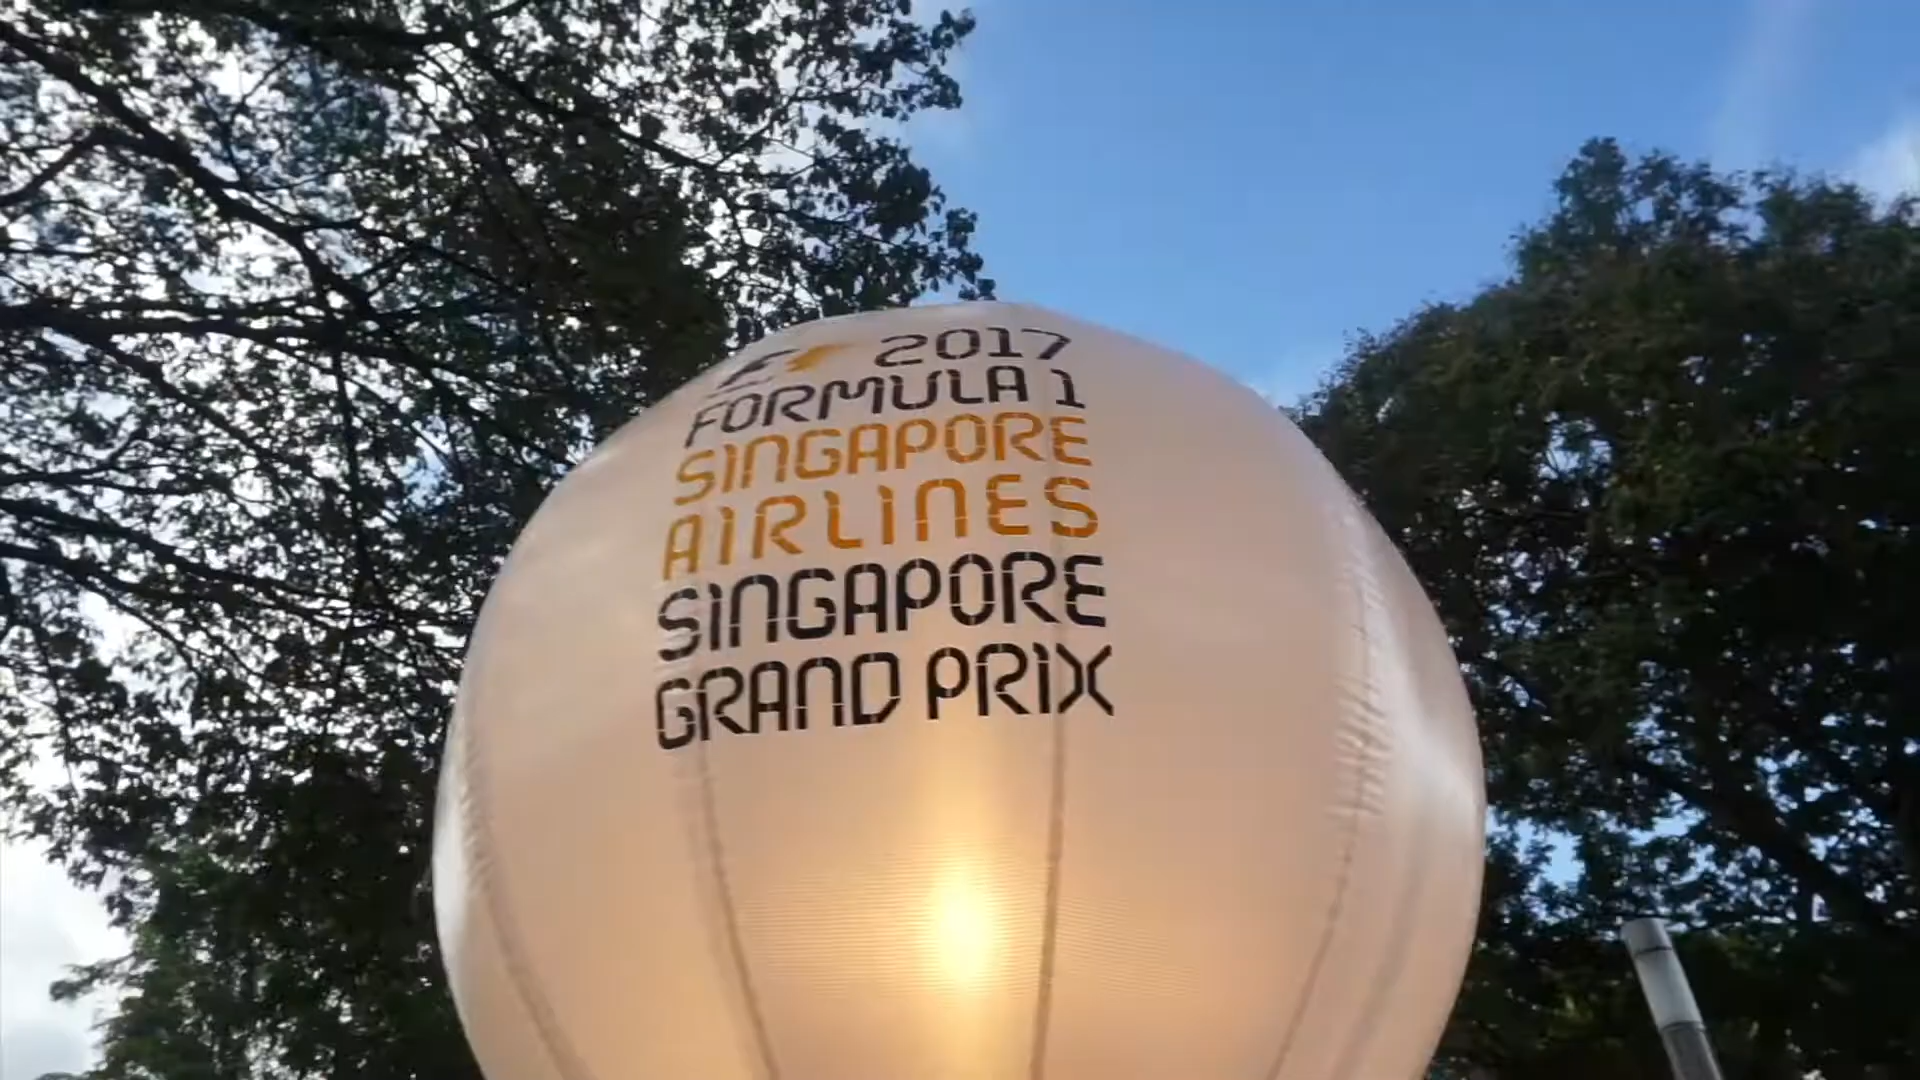 2017
FORMULA 1
SINGAPORE
AIRLINES
SINGAPORE
GRAND PRIX